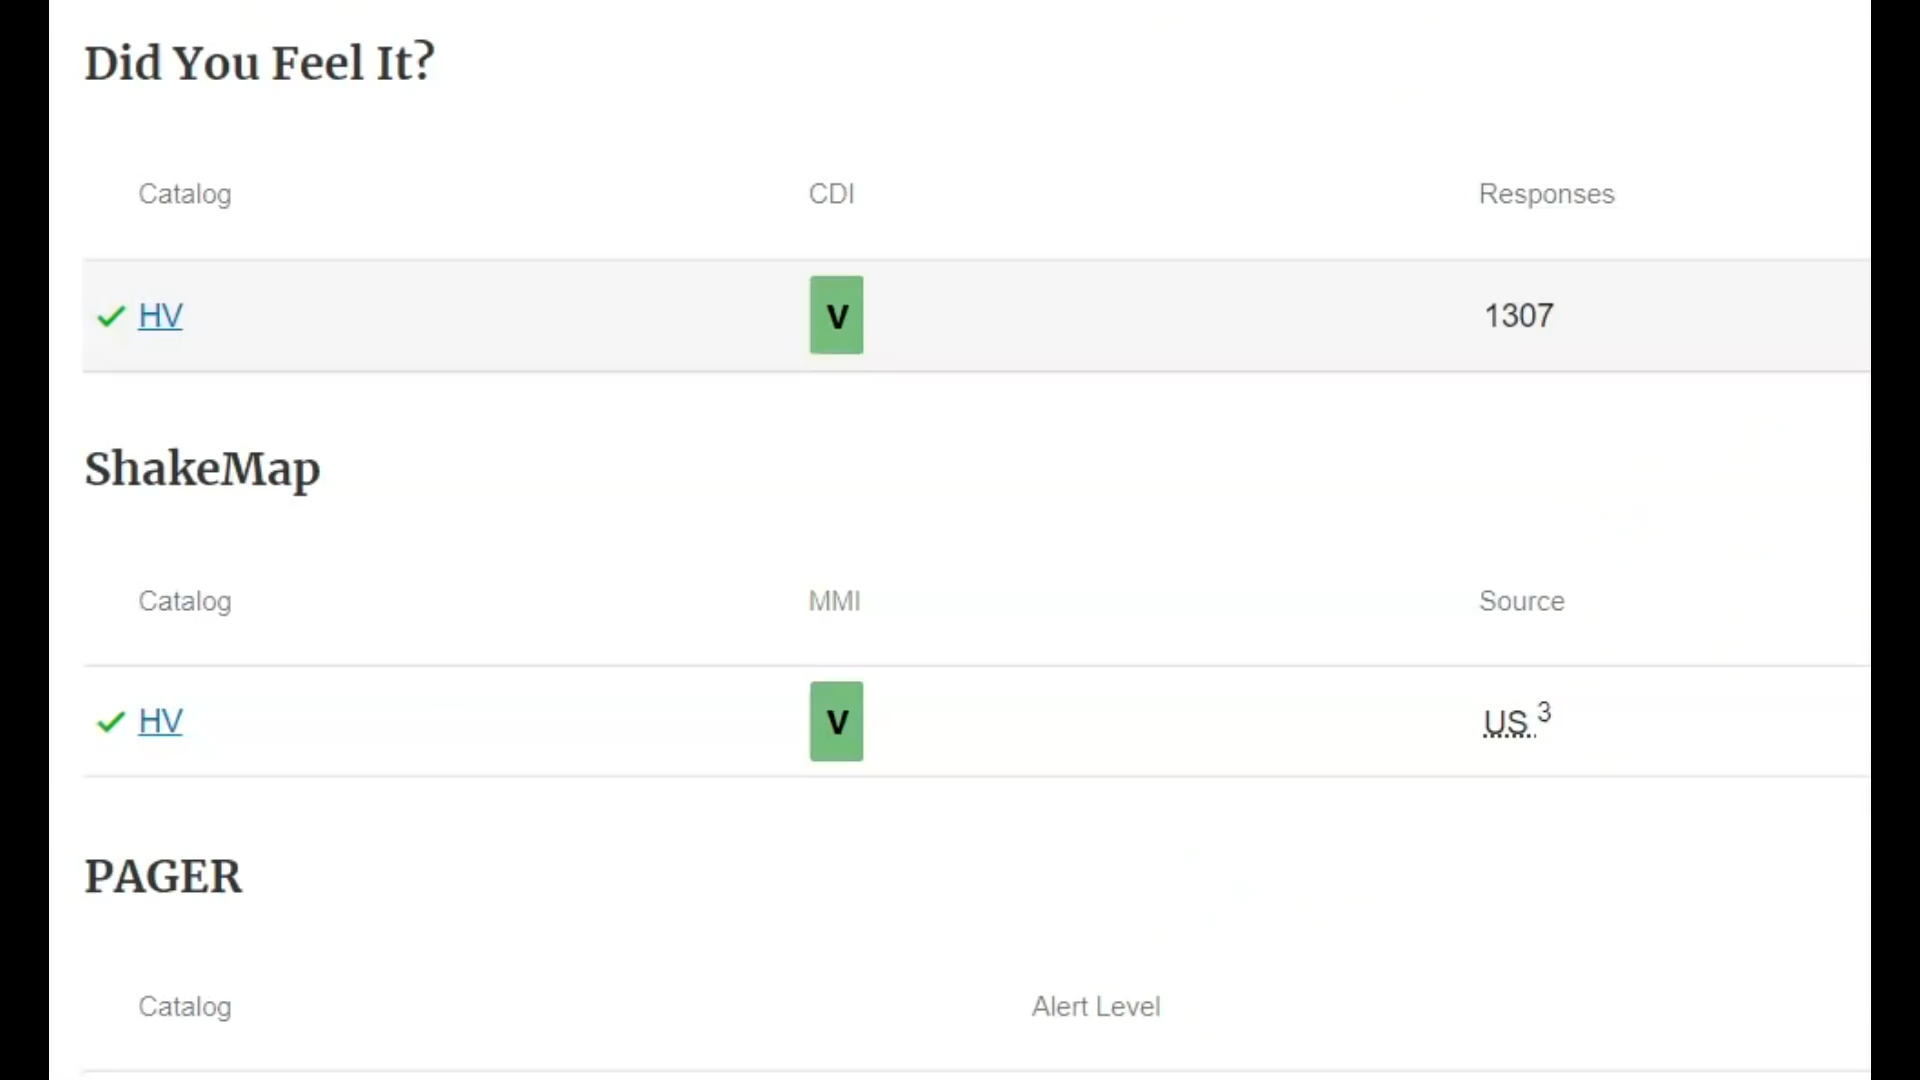 Did You Feel It?
Catalog CDI Responses
HV V 1307
ShakeMap
Catalog MMI Source
HV V US 3
PAGER
Catalog Alert Level